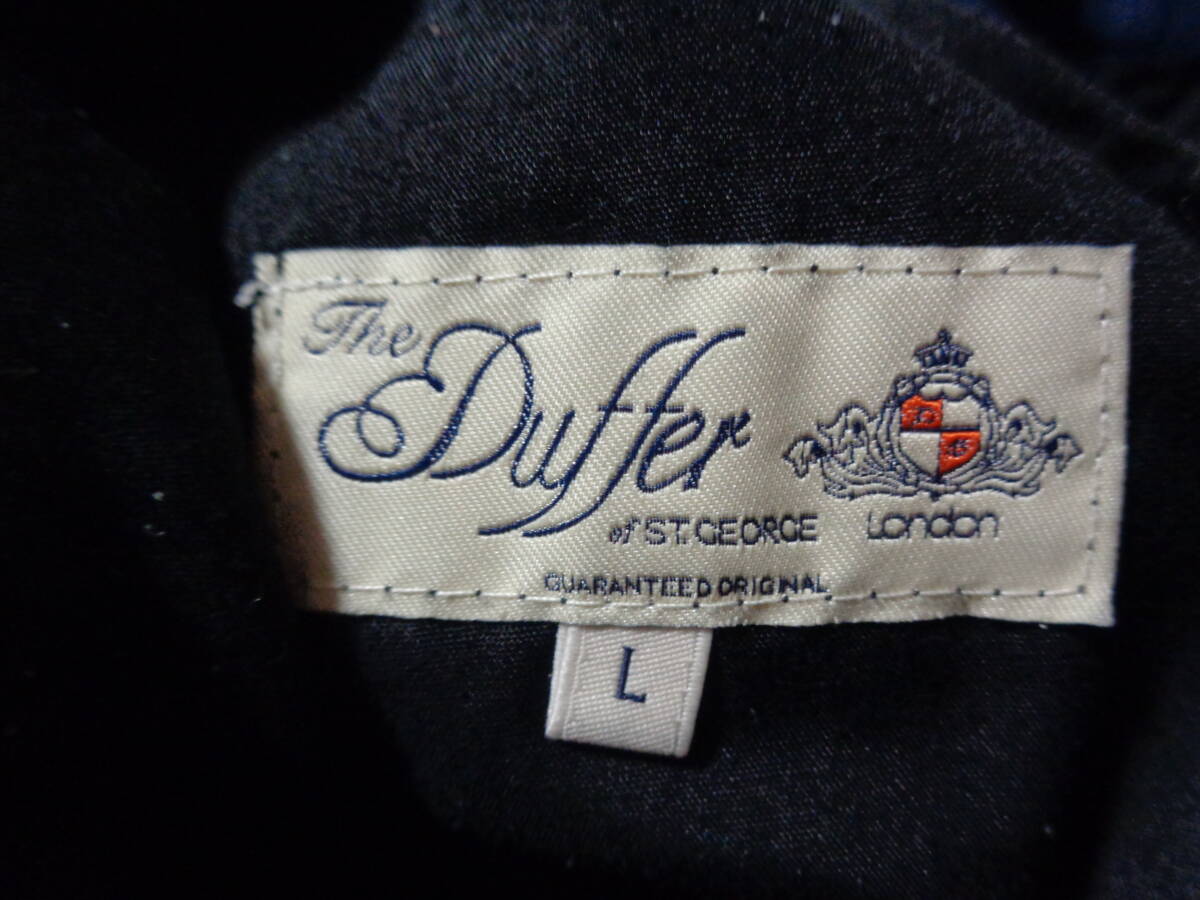 The
Duffer
of ST. GEORGE
London
GUARANTEED ORIGINAL
L